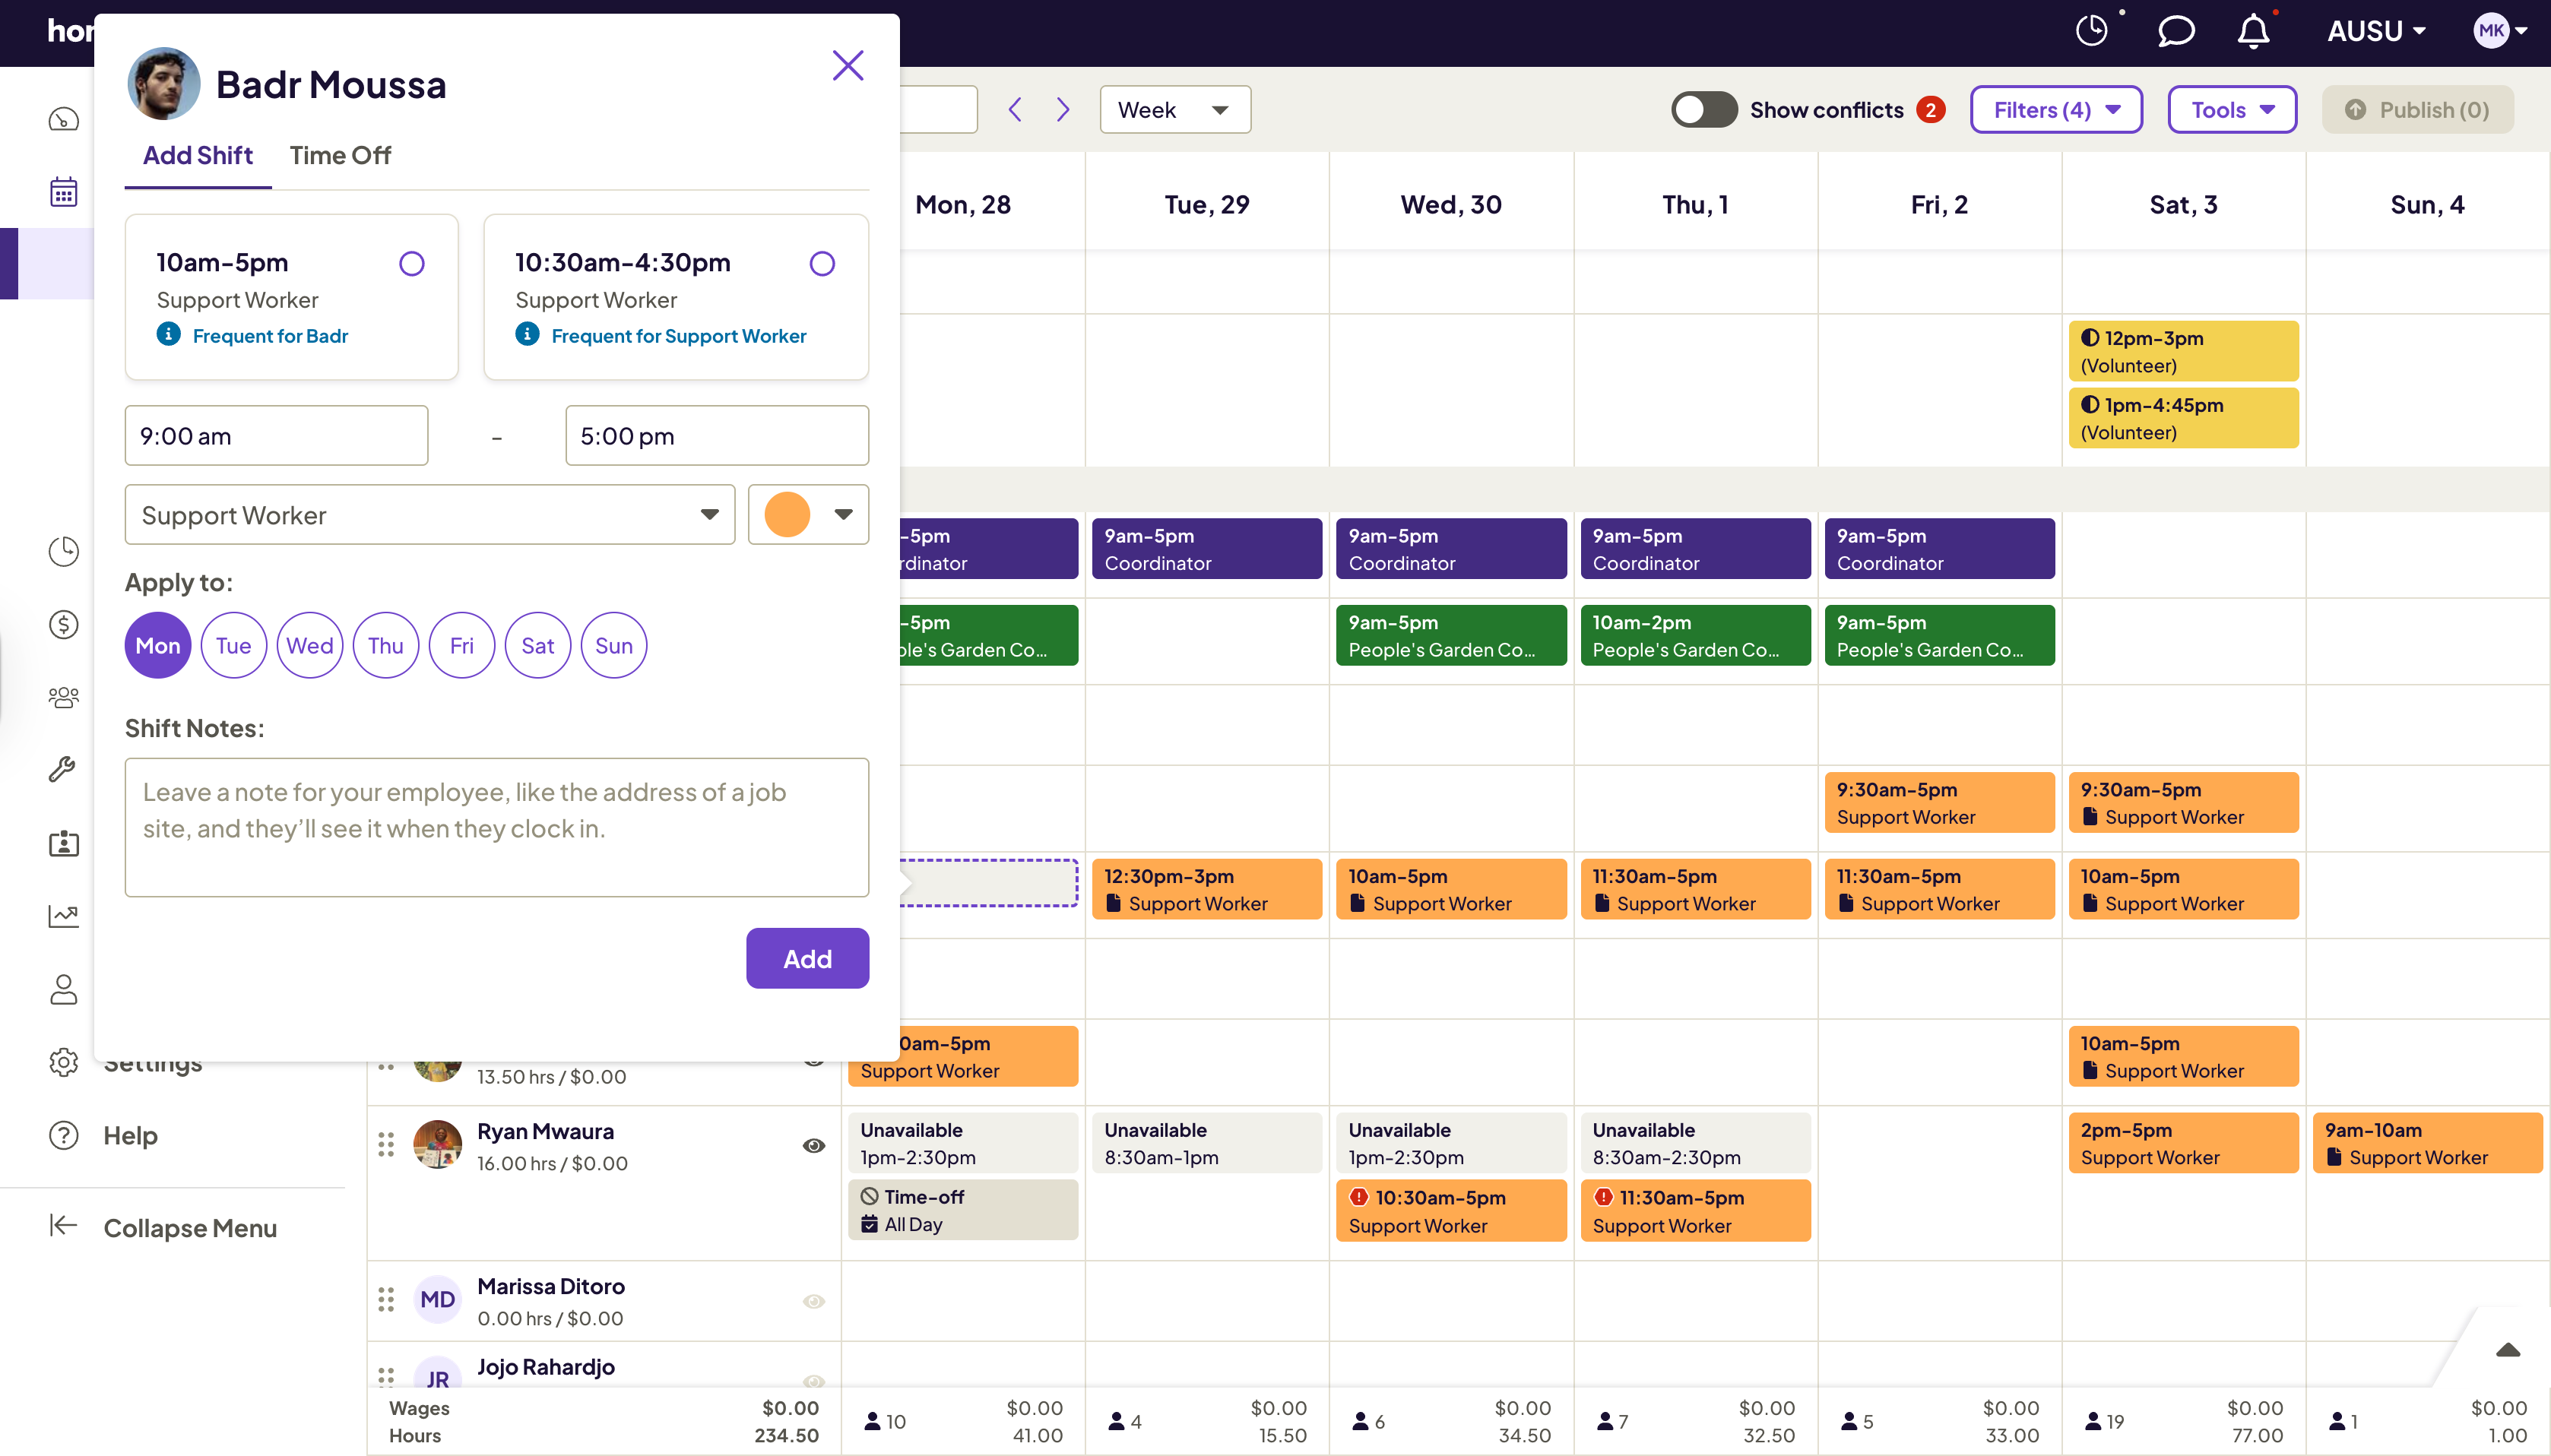 hor
AUSU
MK
Badr Moussa
Add Shift
Time Off
10am-5pm
Support Worker
Frequent for Badr
10:30am-4:30pm
Support Worker
Frequent for Support Worker
9:00 am
-
5:00 pm
Support Worker
Apply to:
Mon
Tue
Wed
Thu
Fri
Sat
Sun
Shift Notes:
Leave a note for your employee, like the address of a job
site, and they'll see it when they clock in.
Add
Week
Show conflicts
2
Filters (4)
Tools
Publish (0)
Mon, 28
Tue, 29
Wed, 30
Thu, 1
Fri, 2
Sat, 3
Sun, 4
12pm-3pm
(Volunteer)
1pm-4:45pm
(Volunteer)
-5pm
rdinator
9am-5pm
Coordinator
9am-5pm
Coordinator
9am-5pm
Coordinator
9am-5pm
Coordinator
-5pm
ple's Garden Co...
9am-5pm
People's Garden Co...
10am-2pm
People's Garden Co...
9am-5pm
People's Garden Co...
9:30am-5pm
Support Worker
9:30am-5pm
Support Worker
12:30pm-3pm
Support Worker
10am-5pm
Support Worker
11:30am-5pm
Support Worker
11:30am-5pm
Support Worker
10am-5pm
Support Worker
Settings
13.50 hrs / $0.00
0am-5pm
Support Worker
10am-5pm
Support Worker
Help
Ryan Mwaura
16.00 hrs / $0.00
Unavailable
1pm-2:30pm
Time-off
All Day
Unavailable
8:30am-1pm
Unavailable
1pm-2:30pm
10:30am-5pm
Support Worker
Unavailable
8:30am-2:30pm
11:30am-5pm
Support Worker
2pm-5pm
Support Worker
9am-10am
Support Worker
Collapse Menu
MD
Marissa Ditoro
0.00 hrs / $0.00
JR
Jojo Rahardjo
Wages
$0.00
Hours
234.50
10
$0.00
41.00
4
$0.00
15.50
6
$0.00
34.50
7
$0.00
32.50
5
$0.00
33.00
19
$0.00
77.00
1
$0.00
1.00